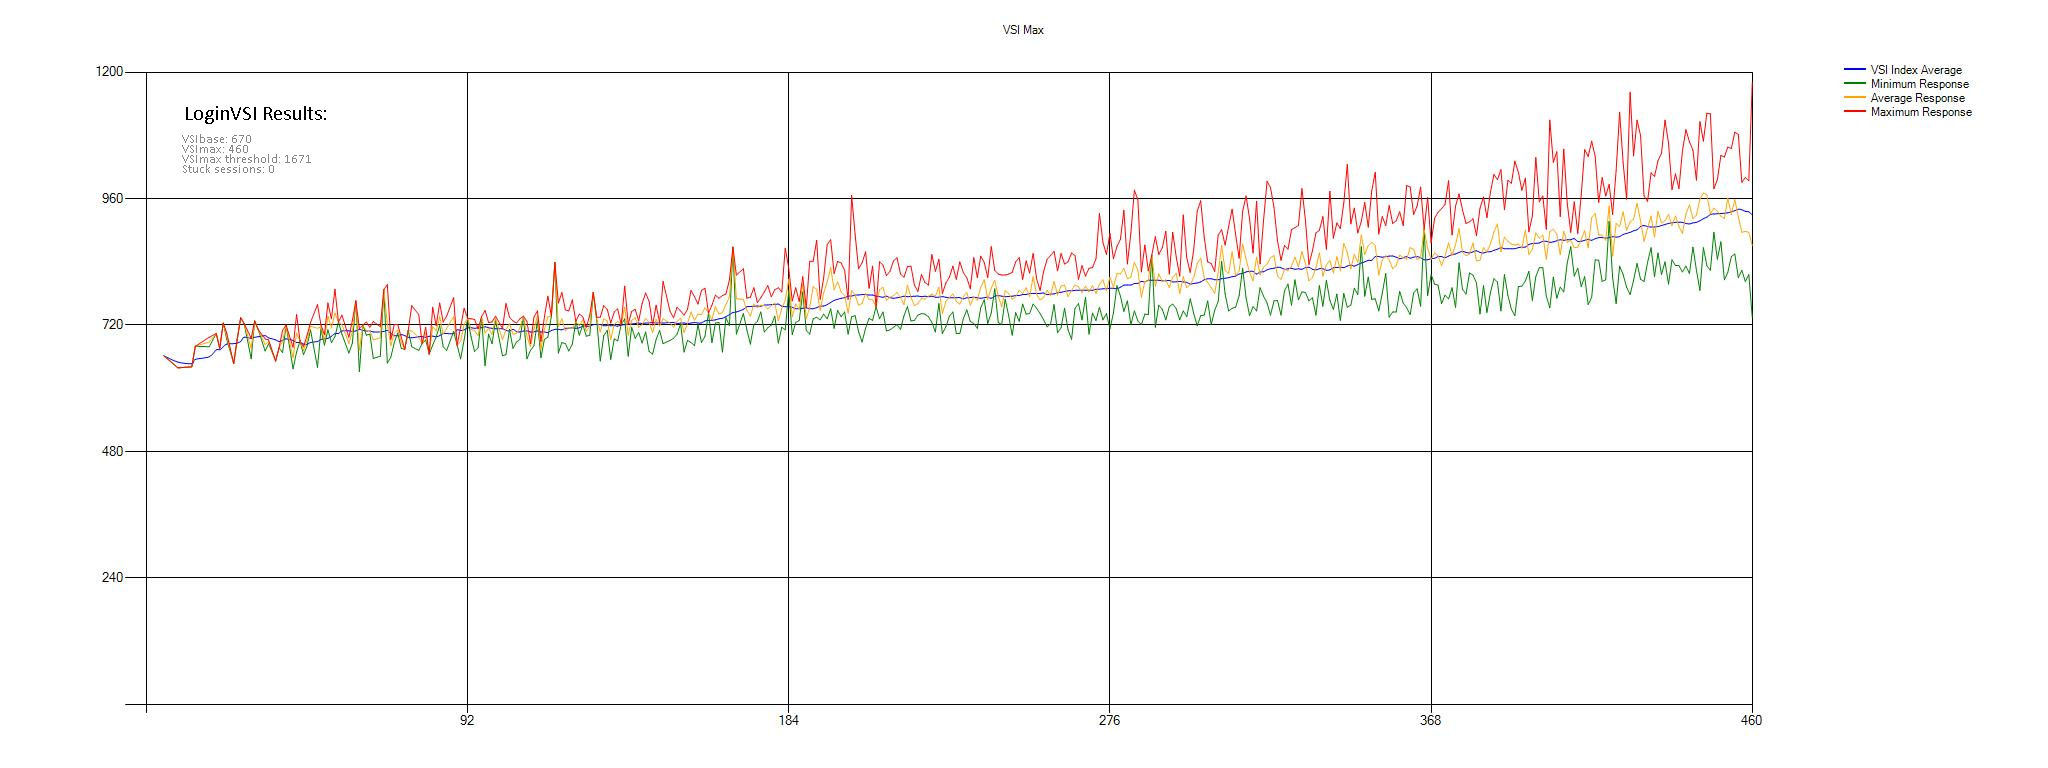 VSI Max
1200
960
720
480
240
92
184
276
368
460
LoginVSI Results:
VSIbase: 670
VSImax: 460
VSImax threshold: 1671
Stuck sessions: 0
VSI Index Average
Minimum Response
Average Response
Maximum Response